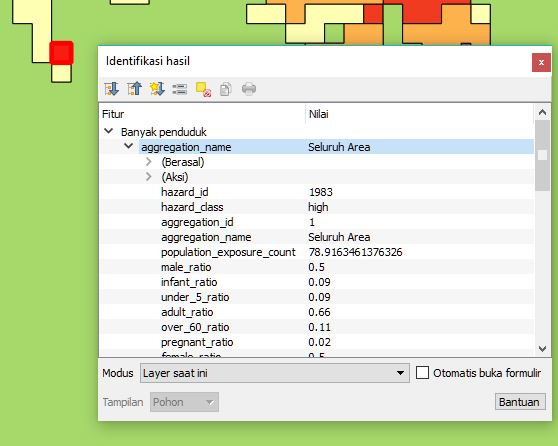 Identifikasi hasil
x
Fitur Nilai
Banyak penduduk
aggregation_name Seluruh Area
(Berasal)
(Aksi)
hazard_id 1983
hazard_class high
aggregation_id 1
aggregation_name Seluruh Area
population_exposure_count 78.9163461376326
male_ratio 0.5
infant_ratio 0.09
under_5_ratio 0.09
adult_ratio 0.66
over_60_ratio 0.11
pregnant_ratio 0.02
female_ratio 0.5
Modus Layer saat ini Otomatis buka formulir
Tampilan Pohon Bantuan